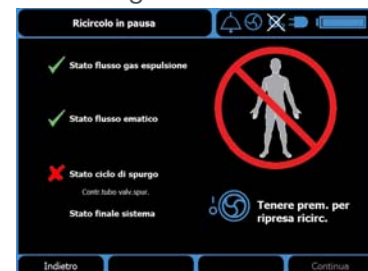 Ricircolo in pausa
Stato flusso gas espulsione
Stato flusso ematico
Stato ciclo di spurgo
Contr.tubo valv.spur.
Stato finale sistema
Tenere prem. per
ripresa ricirc.
Indietro
Continua